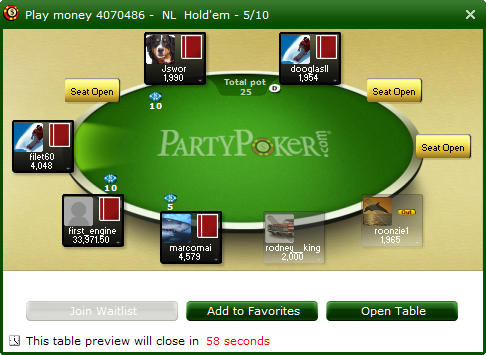 Play money 4070486 - NL Hold'em - 5/10
Jswor
1,990
dooglasll
1,954
Total pot
25
D
Seat Open
Seat Open
10
PARTYPOKER.com
filet60
4,048
Seat Open
10
5
first_engine
33,971.50
marcomai
4,579
rodney__king
2,000
Out
roonzie1
1,965
Join Waitlist
Add to Favorites
Open Table
This table preview will close in 58 seconds